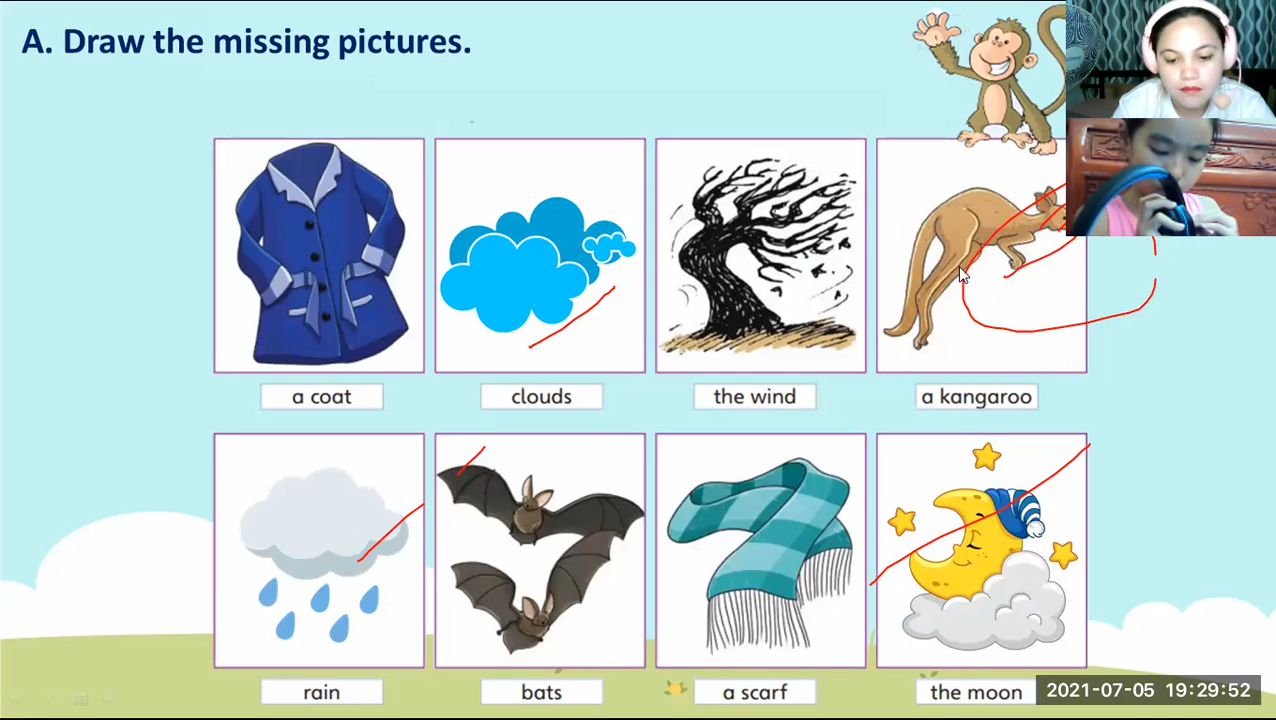 A. Draw the missing pictures.
a coat
clouds
the wind
a kangaroo
rain
bats
a scarf
the moon
2021-07-05 19:29:52